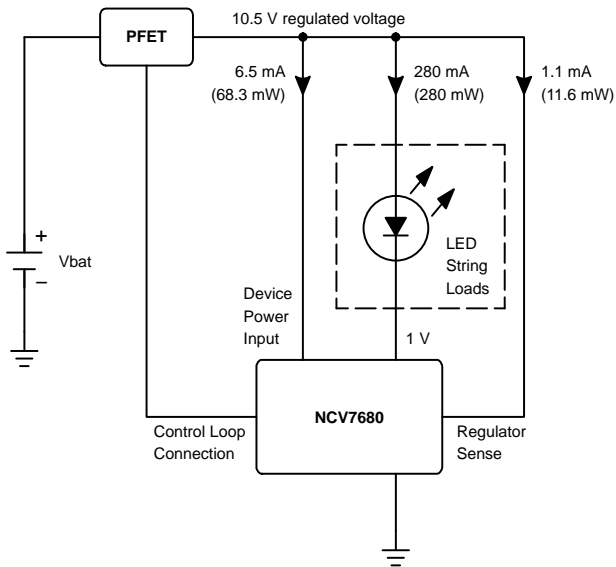 10.5 V regulated voltage
PFET
6.5 mA
(68.3 mW)
280 mA
(280 mW)
1.1 mA
(11.6 mW)
+
Vbat
−
LED
String
Loads
Device
Power
Input
1 V
NCV7680
Control Loop
Connection
Regulator
Sense